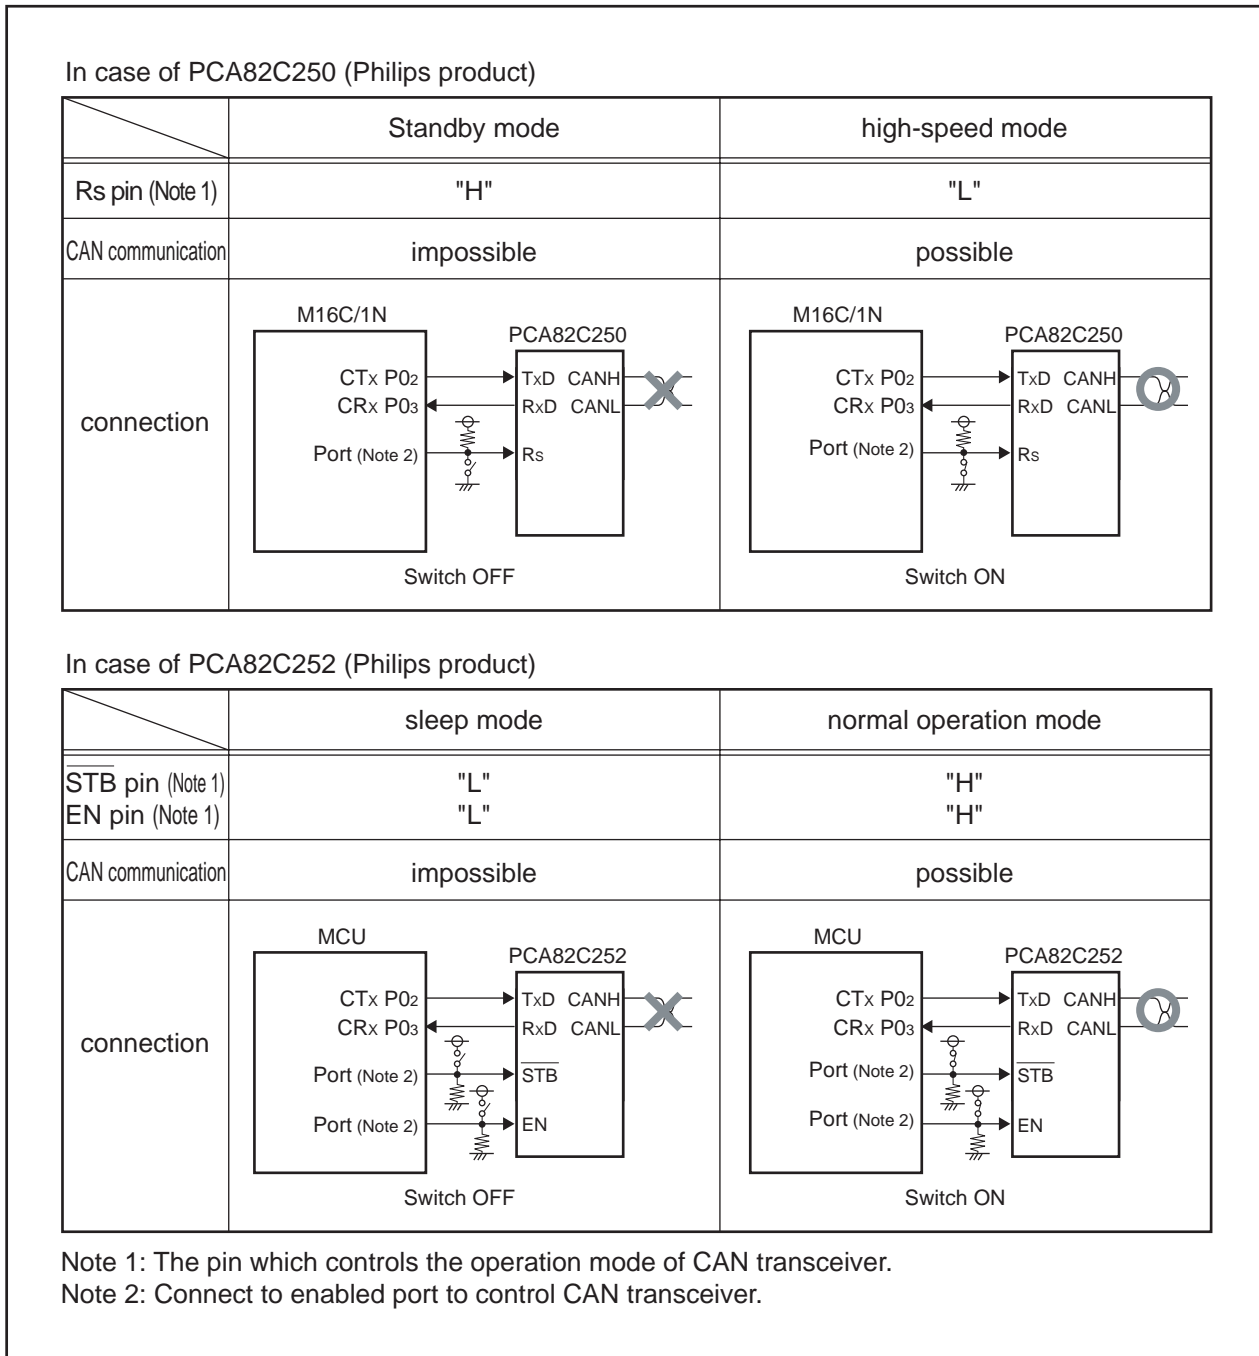 In case of PCA82C250 (Philips product)
Standby mode
high-speed mode
Rs pin (Note 1)
"H"
"L"
CAN communication
impossible
possible
connection
M16C/1N
PCA82C250
CTX P02
TXD CANH
CRX P03
RXD CANL
Port (Note 2)
RS
Switch OFF
M16C/1N
PCA82C250
CTX P02
TXD CANH
CRX P03
RXD CANL
Port (Note 2)
RS
Switch ON
In case of PCA82C252 (Philips product)
sleep mode
normal operation mode
STB pin (Note 1)
"L"
"H"
EN pin (Note 1)
"L"
"H"
CAN communication
impossible
possible
connection
MCU
PCA82C252
CTX P02
TXD CANH
CRX P03
RXD CANL
Port (Note 2)
STB
Port (Note 2)
EN
Switch OFF
MCU
PCA82C252
CTX P02
TXD CANH
CRX P03
RXD CANL
Port (Note 2)
STB
Port (Note 2)
EN
Switch ON
Note 1: The pin which controls the operation mode of CAN transceiver.
Note 2: Connect to enabled port to control CAN transceiver.